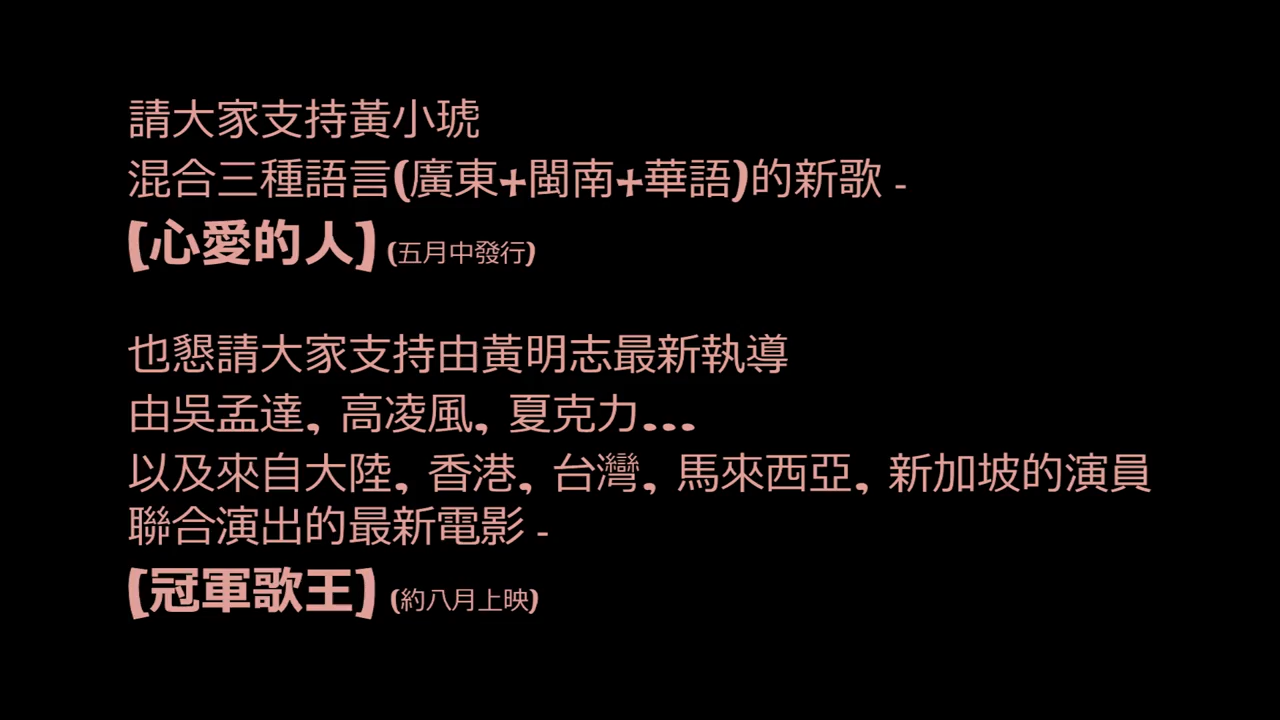 請大家支持黃小琥
混合三種語言(廣東+閩南+華語)的新歌 -
[心愛的人] (五月中發行)
也懇請大家支持由黃明志最新執導
由吳孟達, 高凌風, 夏克力...
以及來自大陸, 香港, 台灣, 馬來西亞, 新加坡的演員
聯合演出的最新電影 -
[冠軍歌王] (約八月上映)